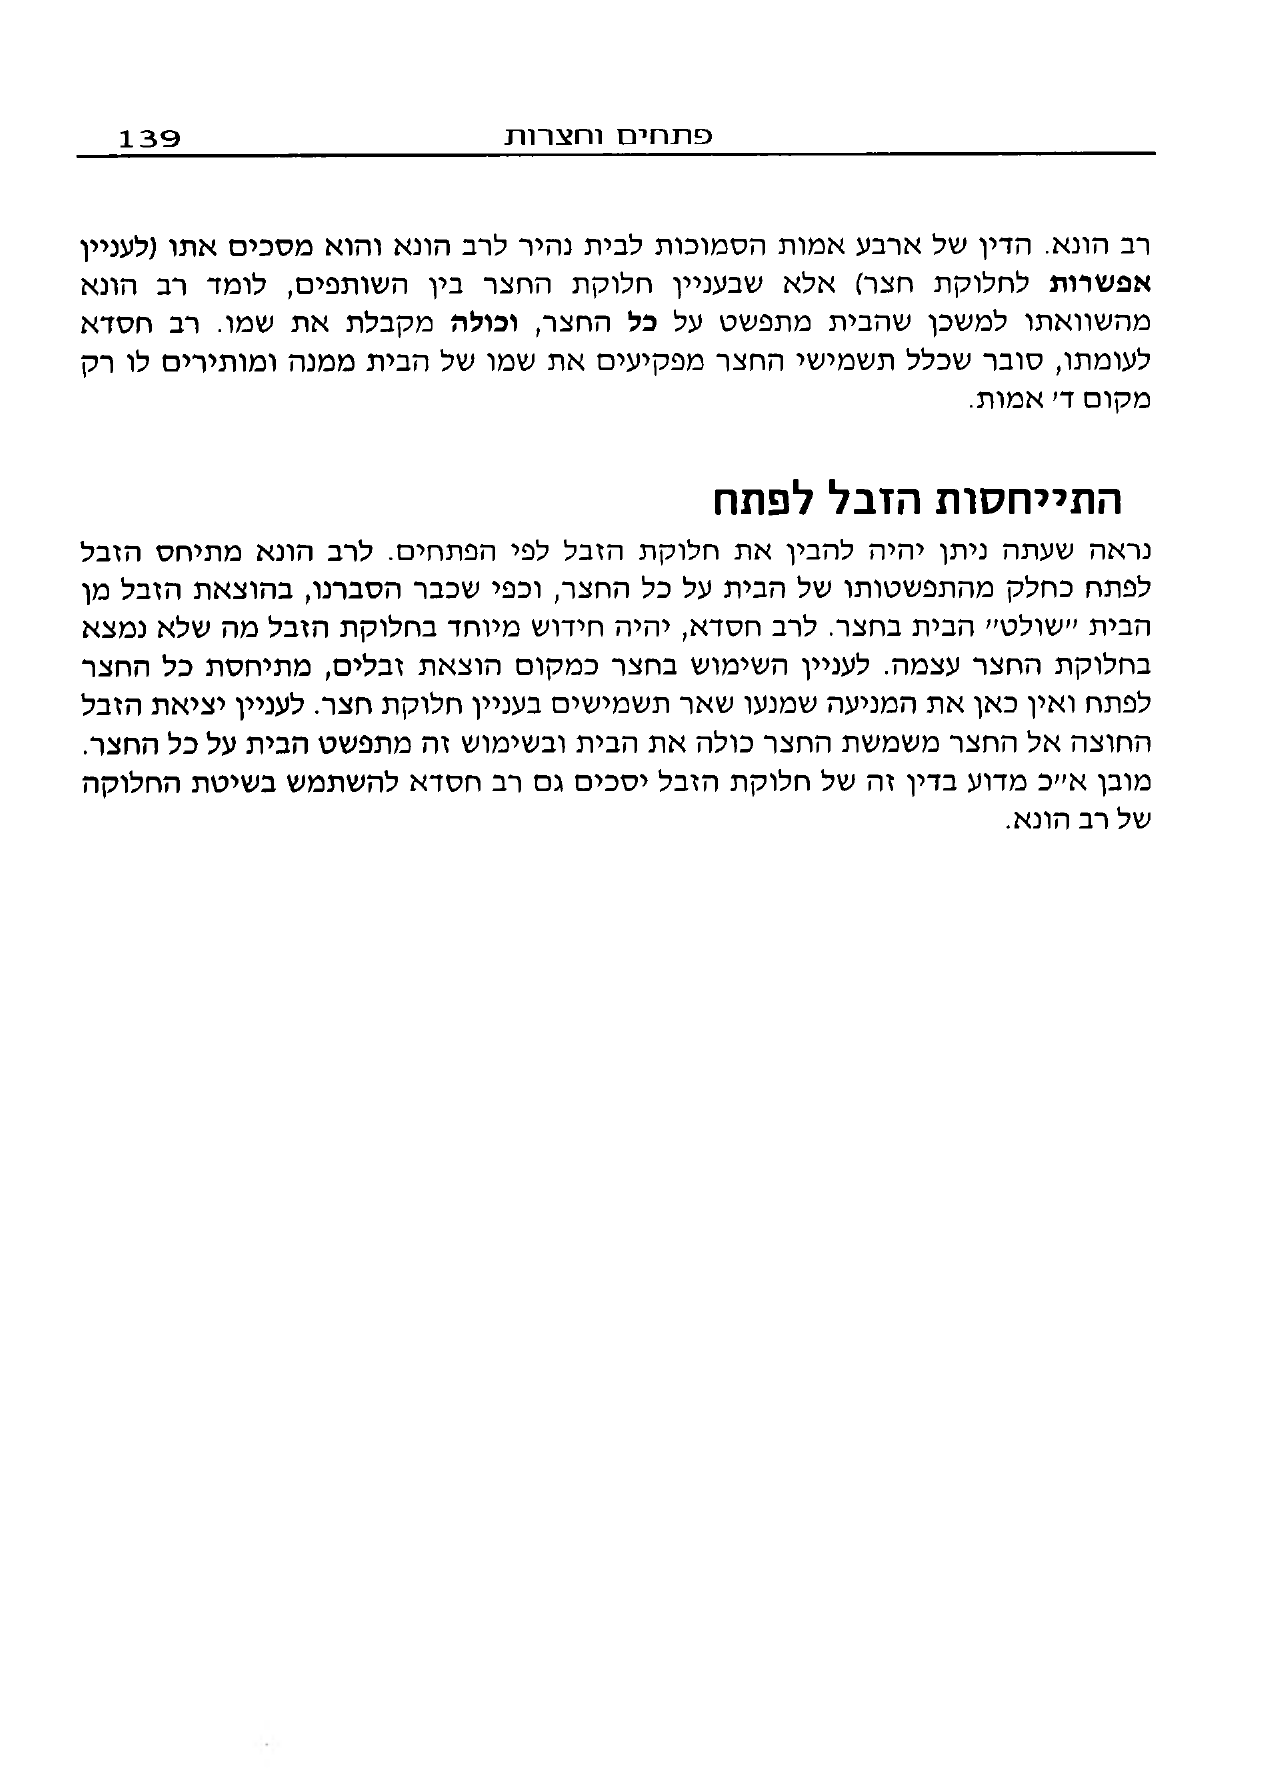 פתחים וחצרות 139
רב הונא. הדין של ארבע אמות הסמוכות לבית נהיר לרב הונא והוא מסכים אתו (לעניין
אפשרות לחלוקת חצר) אלא שבעניין חלוקת החצר בין השותפים, לומד רב הונא
מהשוואתו למשכן שהבית מתפשט על כל החצר, וכולה מקבלת את שמו. רב חסדא
לעומתו, סובר שכלל תשמישי החצר מפקיעים את שמו של הבית ממנה ומותירים לו רק
מקום ד׳ אמות.
התייחסות הזבל לפתח
נראה שעתה ניתן יהיה להבין את חלוקת הזבל לפי הפתחים. לרב הונא מתיחס הזבל
לפתח כחלק מהתפשטותו של הבית על כל החצר, וכפי שכבר הסברנו, בהוצאת הזבל מן
הבית ״שולט״ הבית בחצר. לרב חסדא, יהיה חידוש מיוחד בחלוקת הזבל מה שלא נמצא
בחלוקת החצר עצמה. לעניין השימוש בחצר כמקום הוצאת זבלים, מתיחסת כל החצר
לפתח ואין כאן את המניעה שמנעו שאר תשמישים בעניין חלוקת חצר. לעניין יציאת הזבל
החוצה אל החצר משמשת החצר כולה את הבית ובשימוש זה מתפשט הבית על כל החצר.
מובן א״כ מדוע בדין זה של חלוקת הזבל יסכים גם רב חסדא להשתמש בשיטת החלוקה
של רב הונא.